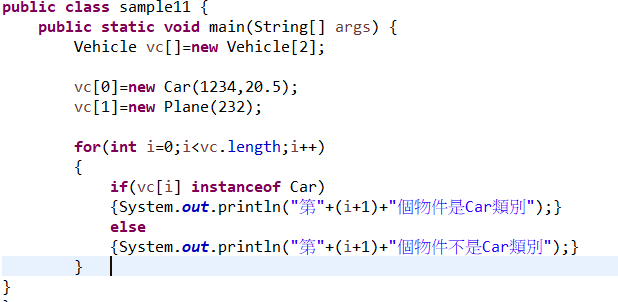 public class sample11 {
public static void main(String[] args) {
Vehicle vc[]=new Vehicle[2];
vc[0]=new Car(1234,20.5);
vc[1]=new Plane(232);
for(int i=0;i<vc.length;i++)
{
if(vc[i] instanceof Car)
{System.out.println("第"+(i+1)+"個物件是Car類別");}
else
{System.out.println("第"+(i+1)+"個物件不是Car類別");}
}
}